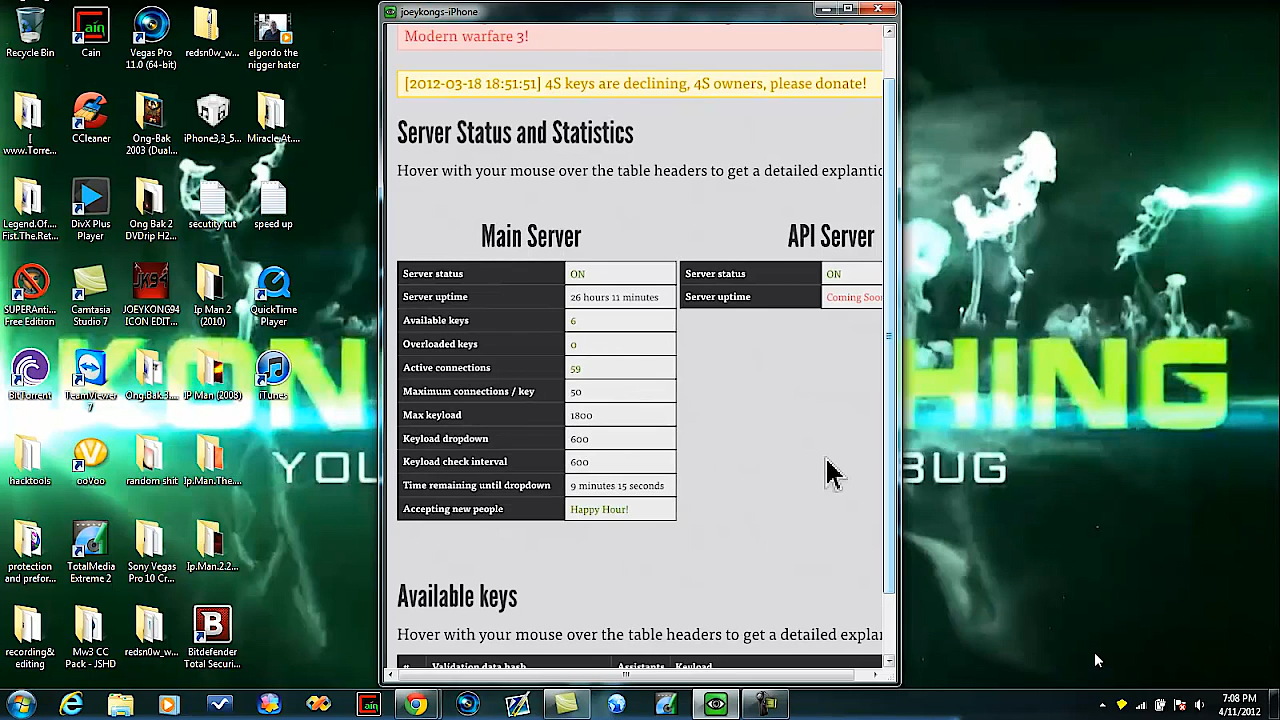 joeykongs-iPhone
Modern warfare 3!
[2012-03-18 18:51:51] 4S keys are declining, 4S owners, please donate!
Server Status and Statistics
Hover with your mouse over the table headers to get a detailed explantic
Main Server
API Server
Server status ON
Server status ON
Server uptime 26 hours 11 minutes
Server uptime Coming Soo
Available keys 6
Overloaded keys 0
Active connections 59
Maximum connections / key 50
Max keyload 1800
Keyload dropdown 600
Keyload check interval 600
Time remaining until dropdown 9 minutes 15 seconds
Accepting new people Happy Hour!
Available keys
Hover with your mouse over the table headers to get a detailed explar
# Validation data hash Assistants Keyload
Recycle Bin
Cain
Vegas Pro
11.0 (64-bit)
redsn0w_w...
elgordo the
nigger hater
[
www.Torre...
CCleaner
Ong-Bak
2003 (Dual...
iPhone3,3_5...
Miracle.At...
Legend.Of...
Fist.The.Ret...
DivX Plus
Player
Ong Bak 2
DVDrip H2...
secutity tut
speed up
SUPERAnti...
Free Edition
Camtasia
Studio 7
JOEYKONG94
ICON EDIT...
Ip Man 2
(2010)
QuickTime
Player
BitTorrent
TeamViewer
7
Ong.Bak.3....
IP Man (2008)
iTunes
hacktools
ooVoo
random shit
Ip.Man.The...
protection
and prefor...
TotalMedia
Extreme 2
Sony Vegas
Pro 10 Cr...
Ip.Man.2.2...
recording&
editing
Mw3 CC
Pack - JSHD
redsn0w_w...
Bitdefender
Total Securi...
KON
HING
YOU
BUG
7:08 PM
4/11/2012